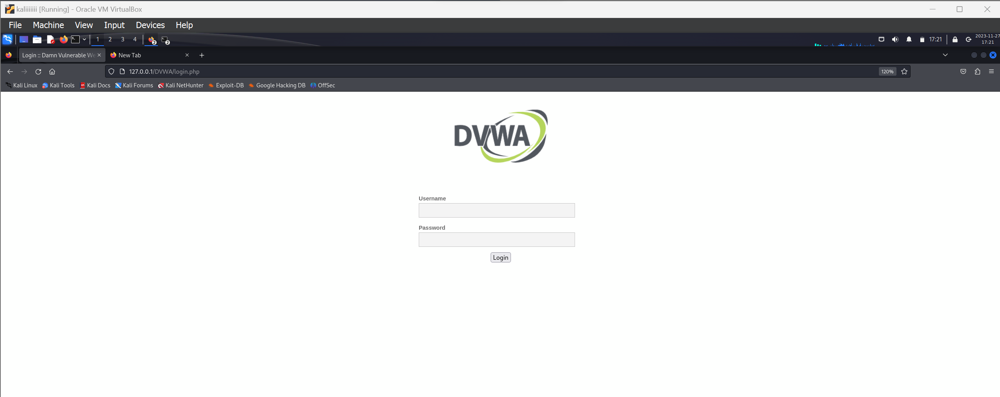 kaliiiiiii [Running] - Oracle VM VirtualBox
File Machine View Input Devices Help
1 2 3 4 2 2 17:21 2023-11-27
17:21
Login :: Damn Vulnerable We New Tab
127.0.0.1/DVWA/login.php 120%
Kali Linux Kali Tools Kali Docs Kali Forums Kali NetHunter Exploit-DB Google Hacking DB OffSec
DVWA
Username
Password
Login